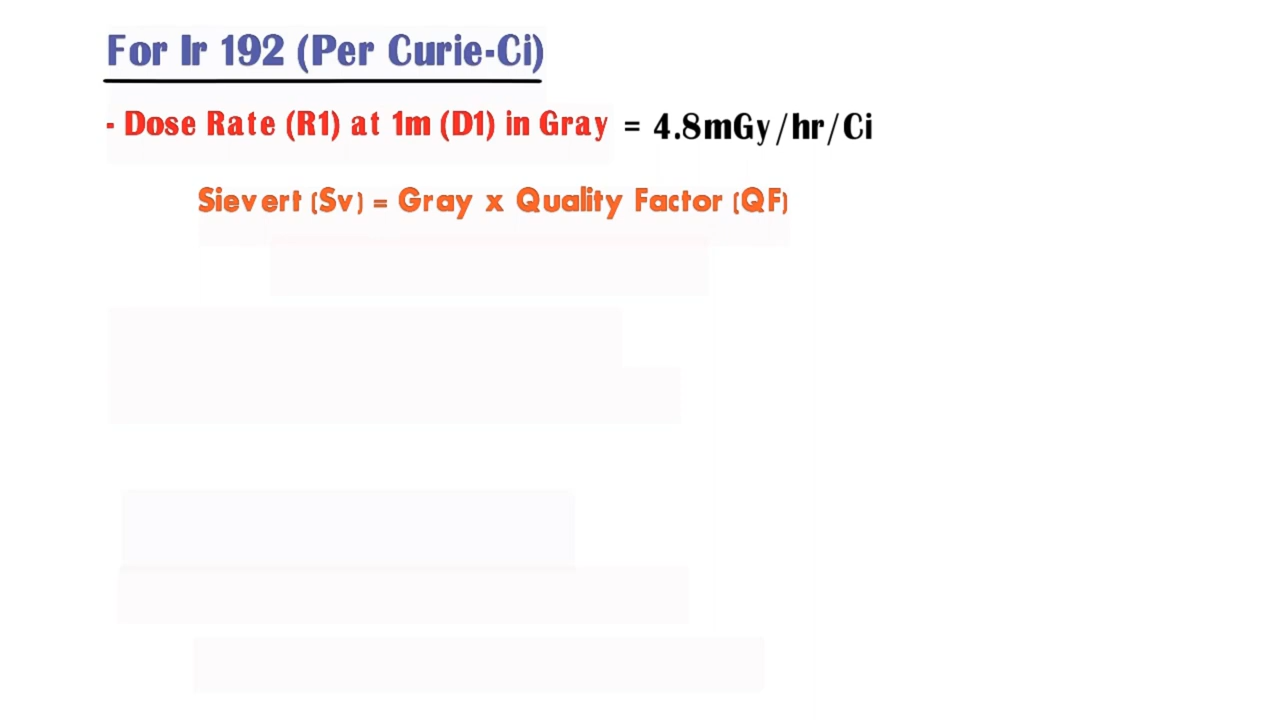 For Ir 192 (Per Curie-Ci)
- Dose Rate (R1) at 1m (D1) in Gray = 4.8mGy/hr/Ci
Sievert (Sv) = Gray x Quality Factor (QF)